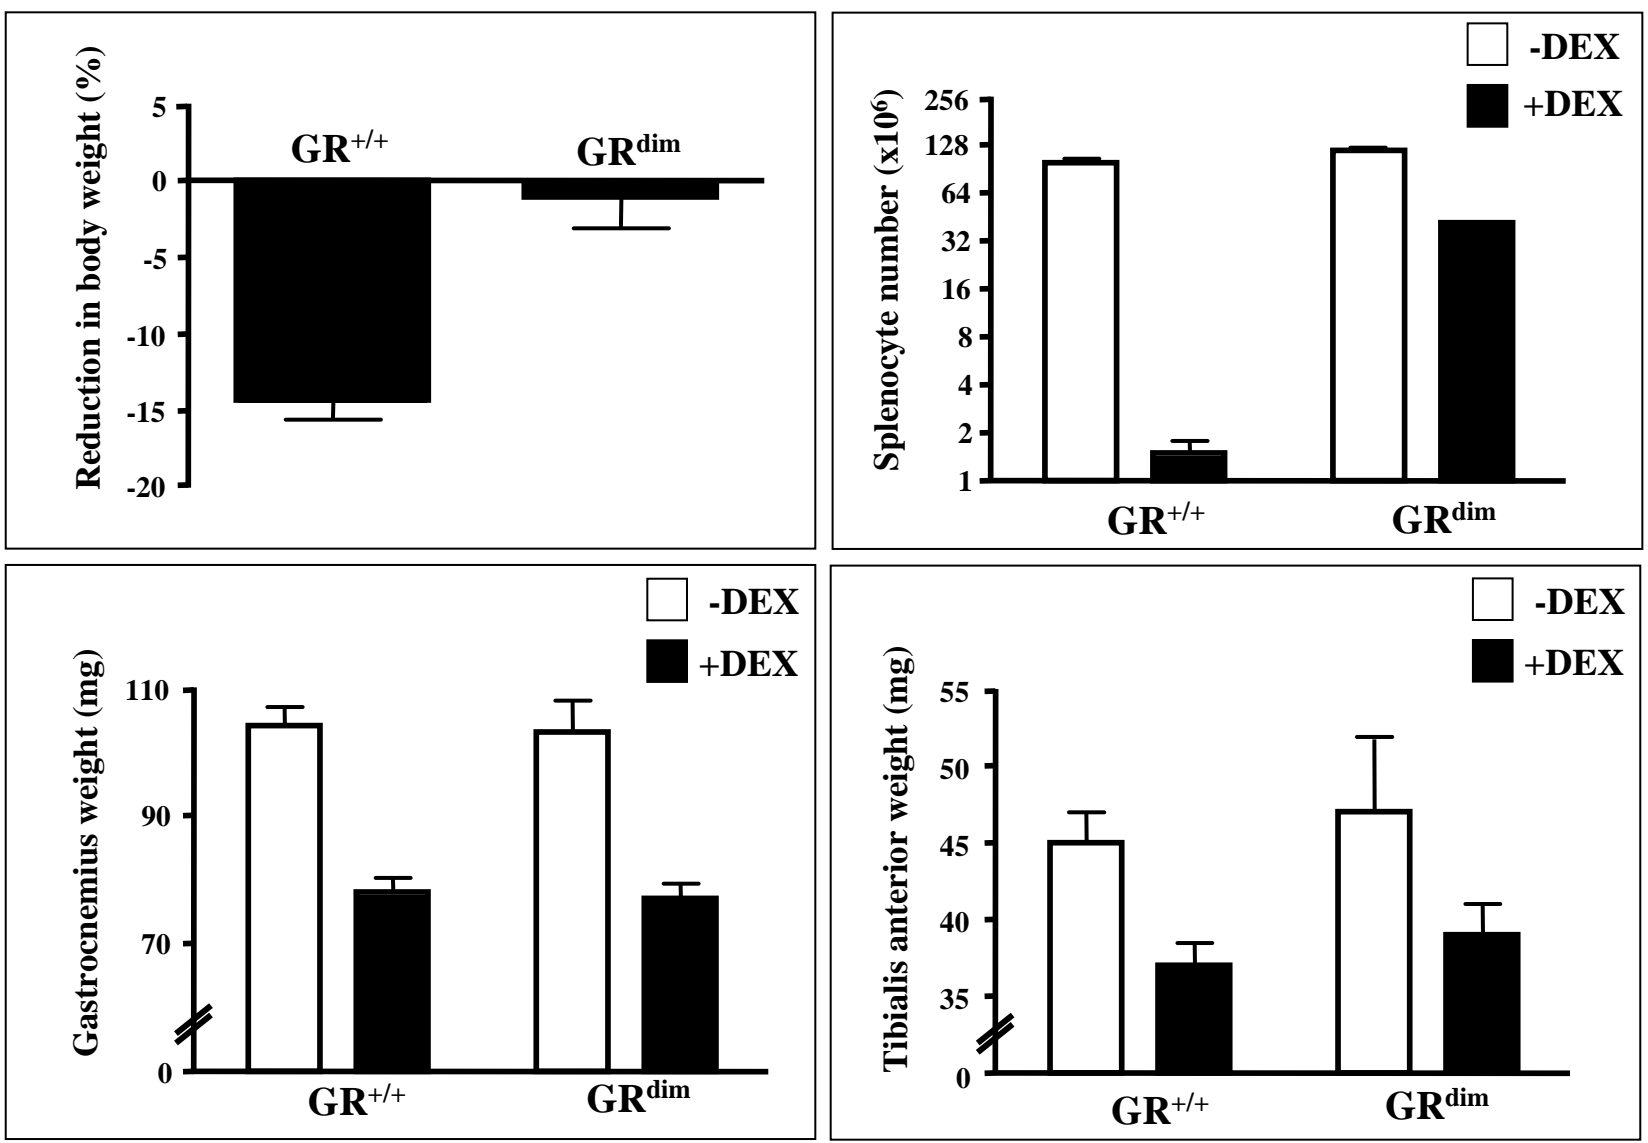 Reduction in body weight (%)
5
0
-5
-10
-15
-20
GR+/+
GRdim
-DEX
+DEX
Splenocyte number (x10⁶)
256
128
64
32
16
8
4
2
1
GR+/+
GRdim
-DEX
+DEX
Gastrocnemius weight (mg)
110
90
70
0
GR+/+
GRdim
-DEX
+DEX
Tibialis anterior weight (mg)
55
50
45
40
35
0
GR+/+
GRdim